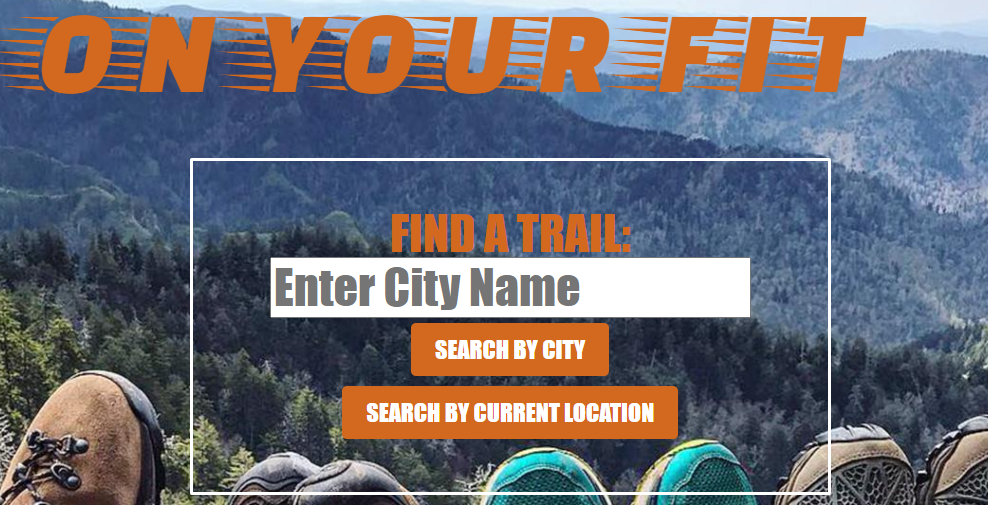 ON YOUR FIT
FIND A TRAIL:
Enter City Name
SEARCH BY CITY
SEARCH BY CURRENT LOCATION